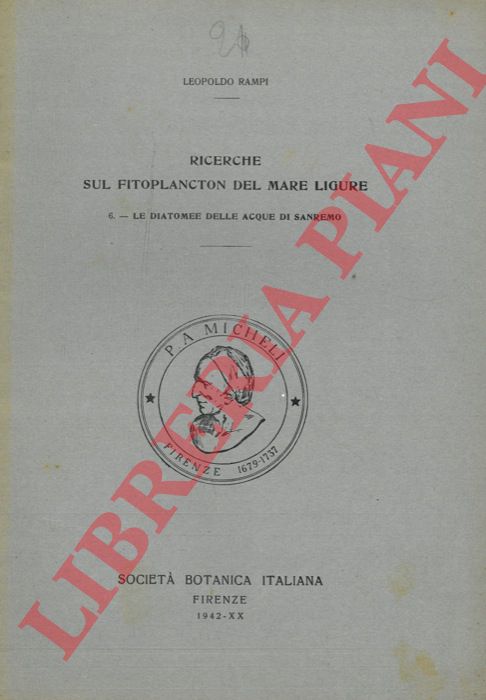 LEOPOLDO RAMPI
RICERCHE
SUL FITOPLANCTON DEL MARE LIGURE
6. — LE DIATOMEE DELLE ACQUE DI SANREMO
P. A MICHELI
FIRENZE 1679-1737
SOCIETÀ BOTANICA ITALIANA
FIRENZE
1942-XX
LIBRERIA PIANI